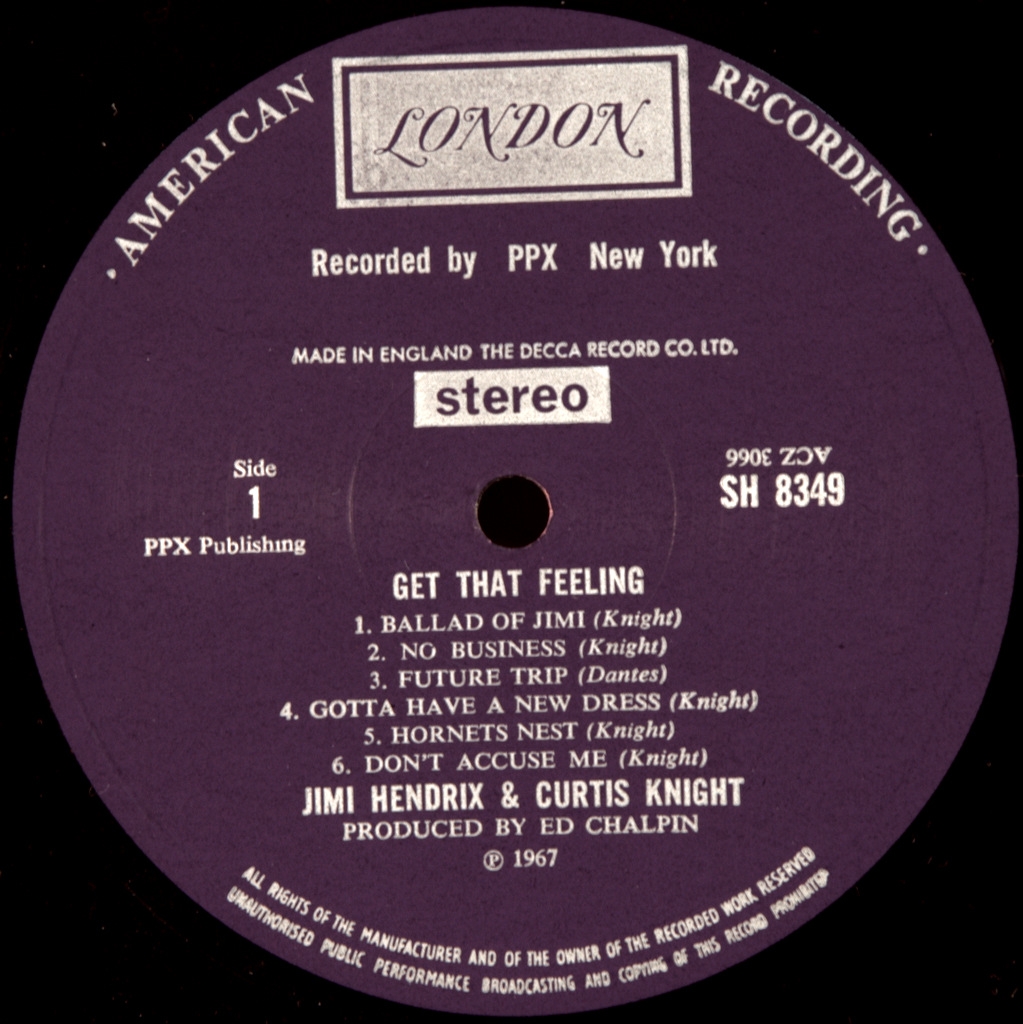 · AMERICAN RECORDING ·
LONDON
Recorded by PPX New York
MADE IN ENGLAND THE DECCA RECORD CO. LTD.
stereo
Side
1
PPX Publishing
ACZ 3066
SH 8349
GET THAT FEELING
1. BALLAD OF JIMI (Knight)
2. NO BUSINESS (Knight)
3. FUTURE TRIP (Dantes)
4. GOTTA HAVE A NEW DRESS (Knight)
5. HORNETS NEST (Knight)
6. DON'T ACCUSE ME (Knight)
JIMI HENDRIX & CURTIS KNIGHT
PRODUCED BY ED CHALPIN
℗ 1967
ALL RIGHTS OF THE MANUFACTURER AND OF THE OWNER OF THE RECORDED WORK RESERVED
UNAUTHORISED PUBLIC PERFORMANCE BROADCASTING AND COPYING OF THIS RECORD PROHIBITED